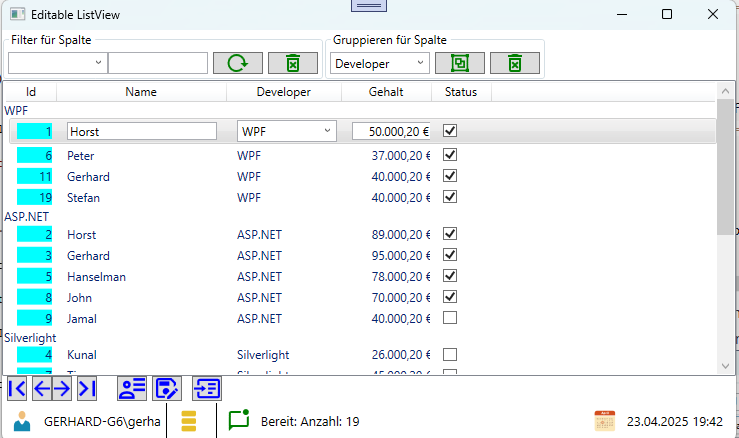 Editable ListView
Filter für Spalte
Gruppieren für Spalte
Developer
Id Name Developer Gehalt Status
WPF
1 Horst WPF 50.000,20 €
6 Peter WPF 37.000,20 €
11 Gerhard WPF 40.000,20 €
19 Stefan WPF 40.000,20 €
ASP.NET
2 Horst ASP.NET 89.000,20 €
3 Gerhard ASP.NET 95.000,20 €
5 Hanselman ASP.NET 78.000,20 €
8 John ASP.NET 70.000,20 €
9 Jamal ASP.NET 40.000,20 €
Silverlight
4 Kunal Silverlight 26.000,20 €
GERHARD-G6\gerha Bereit: Anzahl: 19 23.04.2025 19:42